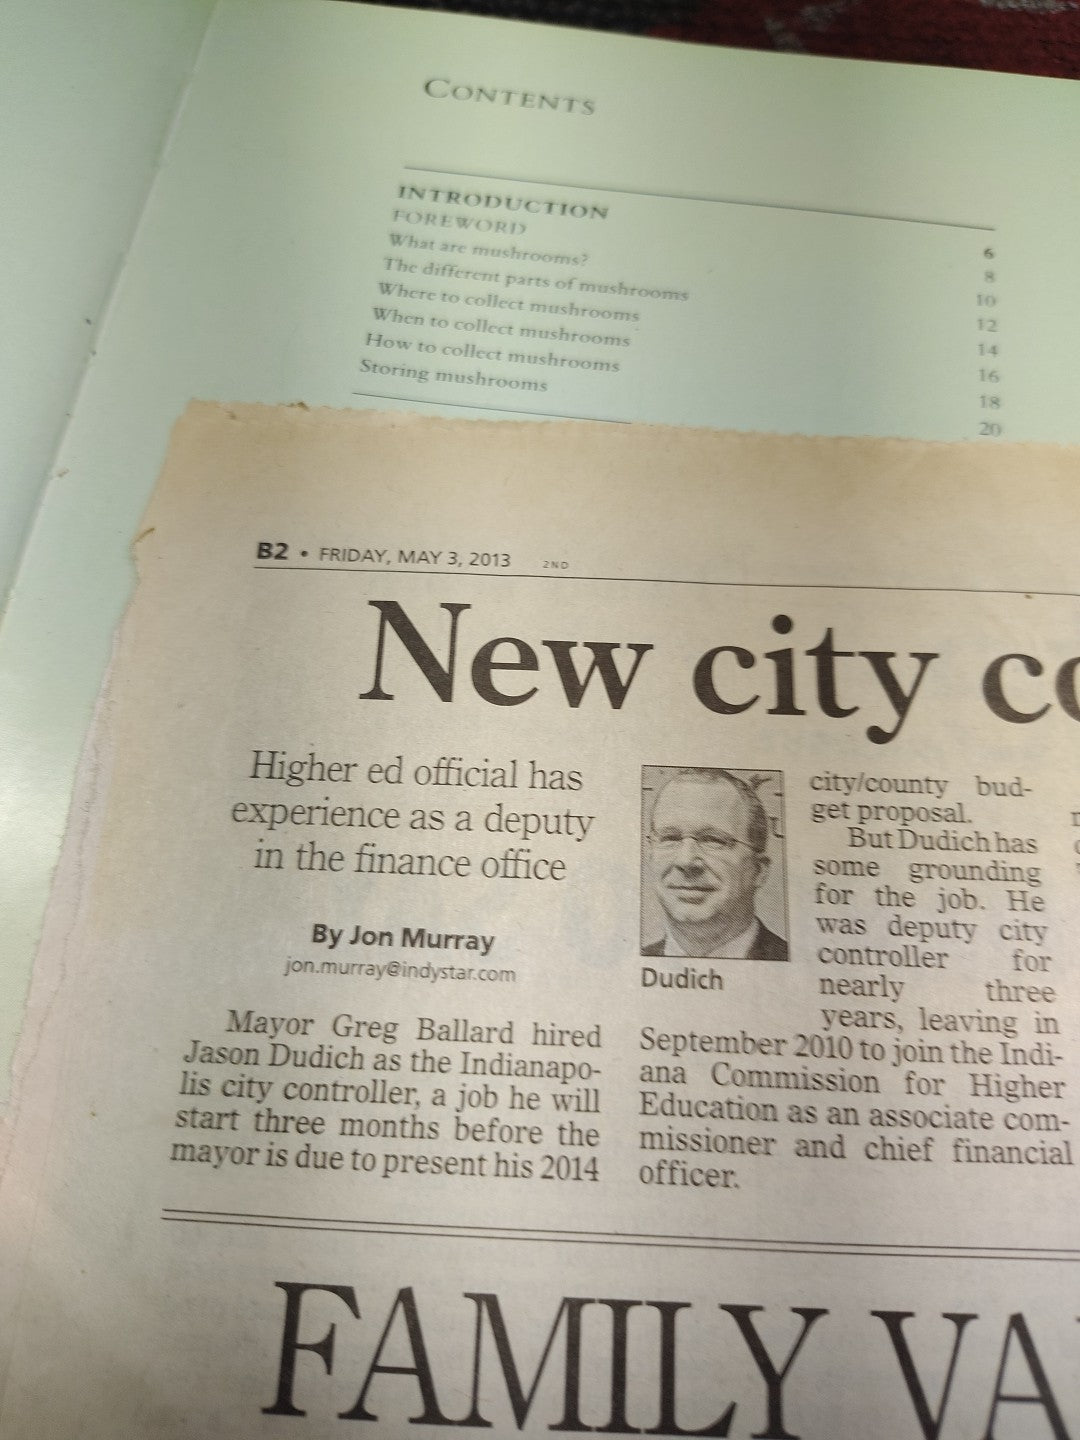 CONTENTS
INTRODUCTION 6
FOREWORD 8
What are mushrooms? 10
The different parts of mushrooms 12
Where to collect mushrooms 14
When to collect mushrooms 16
How to collect mushrooms 18
Storing mushrooms 20
B2 • FRIDAY, MAY 3, 2013 2ND
New city co
Higher ed official has
experience as a deputy
in the finance office
By Jon Murray
jon.murray@indystar.com
Mayor Greg Ballard hired
Jason Dudich as the Indianapo-
lis city controller, a job he will
start three months before the
mayor is due to present his 2014
Dudich
city/county bud-
get proposal.
But Dudich has
some grounding
for the job. He
was deputy city
controller for
nearly three
years, leaving in
September 2010 to join the Indi-
ana Commission for Higher
Education as an associate com-
missioner and chief financial
officer.
FAMILY VA